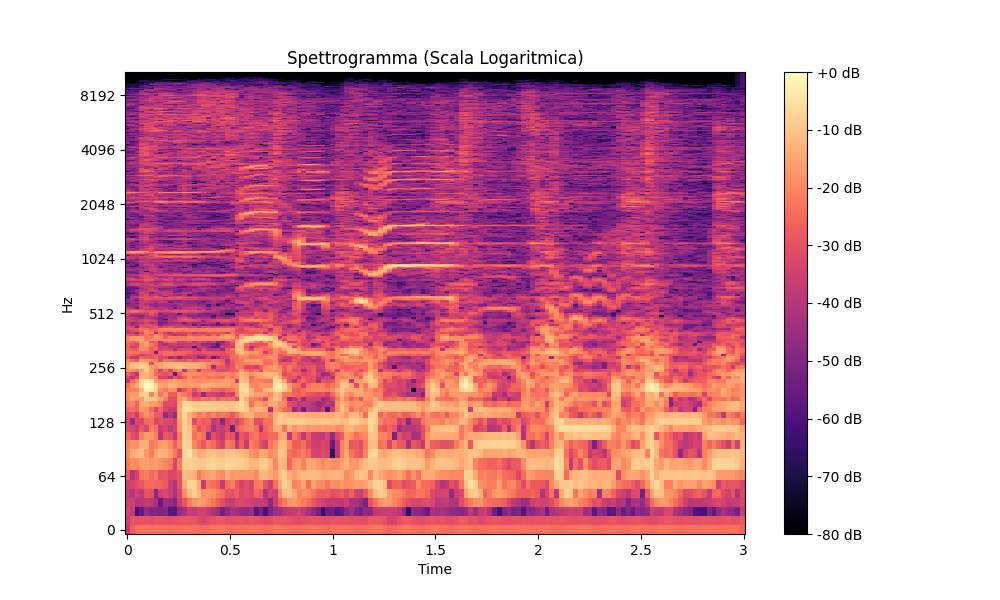 Spettrogramma (Scala Logaritmica)
Hz
8192
4096
2048
1024
512
256
128
64
0
0 0.5 1 1.5 2 2.5 3
Time
+0 dB
-10 dB
-20 dB
-30 dB
-40 dB
-50 dB
-60 dB
-70 dB
-80 dB